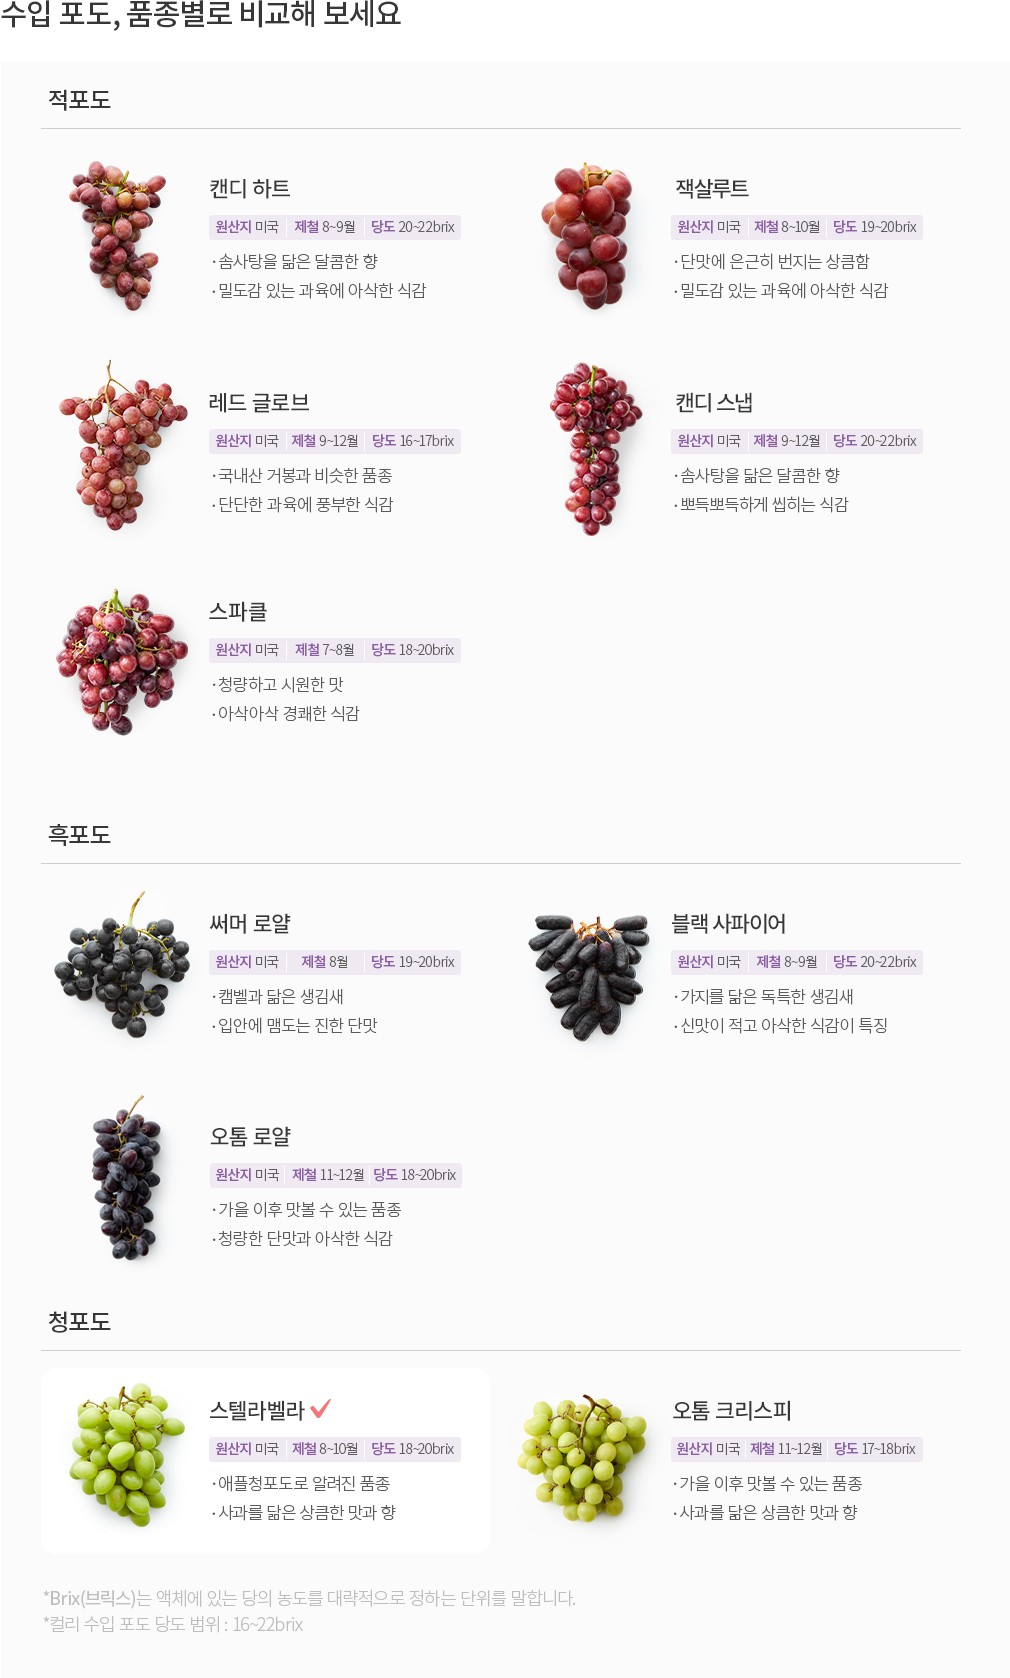 수입 포도, 품종별로 비교해 보세요
적포도
캔디 하트
원산지 미국 제철 8~9월 당도 20~22brix
·솜사탕을 닮은 달콤한 향
·밀도감 있는 과육에 아삭한 식감
잭살루트
원산지 미국 제철 8~10월 당도 19~20brix
·단맛에 은근히 번지는 상큼함
·밀도감 있는 과육에 아삭한 식감
레드 글로브
원산지 미국 제철 9~12월 당도 16~17brix
·국내산 거봉과 비슷한 품종
·단단한 과육에 풍부한 식감
캔디 스냅
원산지 미국 제철 9~12월 당도 20~22brix
·솜사탕을 닮은 달콤한 향
·뽀득뽀득하게 씹히는 식감
스파클
원산지 미국 제철 7~8월 당도 18~20brix
·청량하고 시원한 맛
·아삭아삭 경쾌한 식감
흑포도
써머 로얄
원산지 미국 제철 8월 당도 19~20brix
·캠벨과 닮은 생김새
·입안에 맴도는 진한 단맛
블랙 사파이어
원산지 미국 제철 8~9월 당도 20~22brix
·가지를 닮은 독특한 생김새
·신맛이 적고 아삭한 식감이 특징
오톰 로얄
원산지 미국 제철 11~12월 당도 18~20brix
·가을 이후 맛볼 수 있는 품종
·청량한 단맛과 아삭한 식감
청포도
스텔라벨라
원산지 미국 제철 8~10월 당도 18~20brix
·애플청포도로 알려진 품종
·사과를 닮은 상큼한 맛과 향
오톰 크리스피
원산지 미국 제철 11~12월 당도 17~18brix
·가을 이후 맛볼 수 있는 품종
·사과를 닮은 상큼한 맛과 향
*Brix(브릭스)는 액체에 있는 당의 농도를 대략적으로 정하는 단위를 말합니다.
*컬리 수입 포도 당도 범위 : 16~22brix